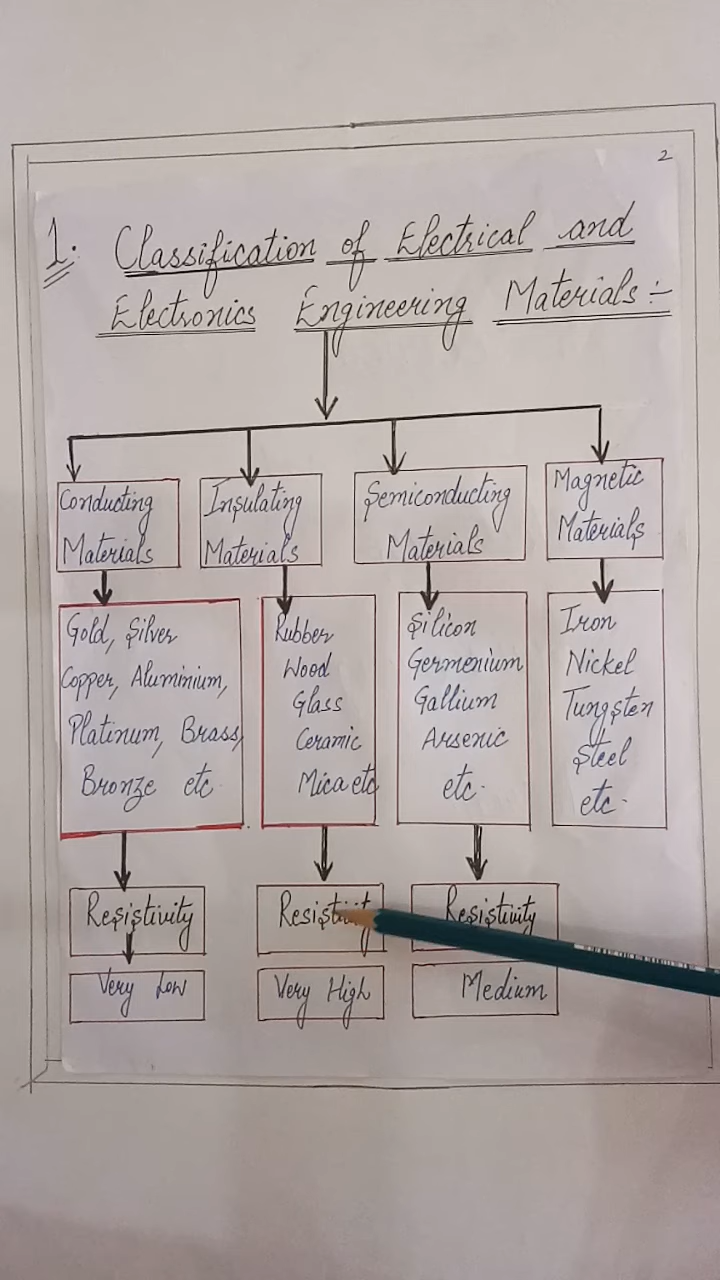 2
1. Classification of Electrical and
Electronics Engineering Materials:-
Conducting
Materials
Insulating
Materials
Semiconducting
Materials
Magnetic
Materials
Gold, Silver
Copper, Aluminium,
Platinum, Brass,
Bronze etc
Rubber
Wood
Glass
Ceramic
Mica etc
Silicon
Germenium
Gallium
Arsenic
etc.
Iron
Nickel
Tungsten
Steel
etc.
Resistivity
Very Low
Resistivity
Very High
Resistivity
Medium